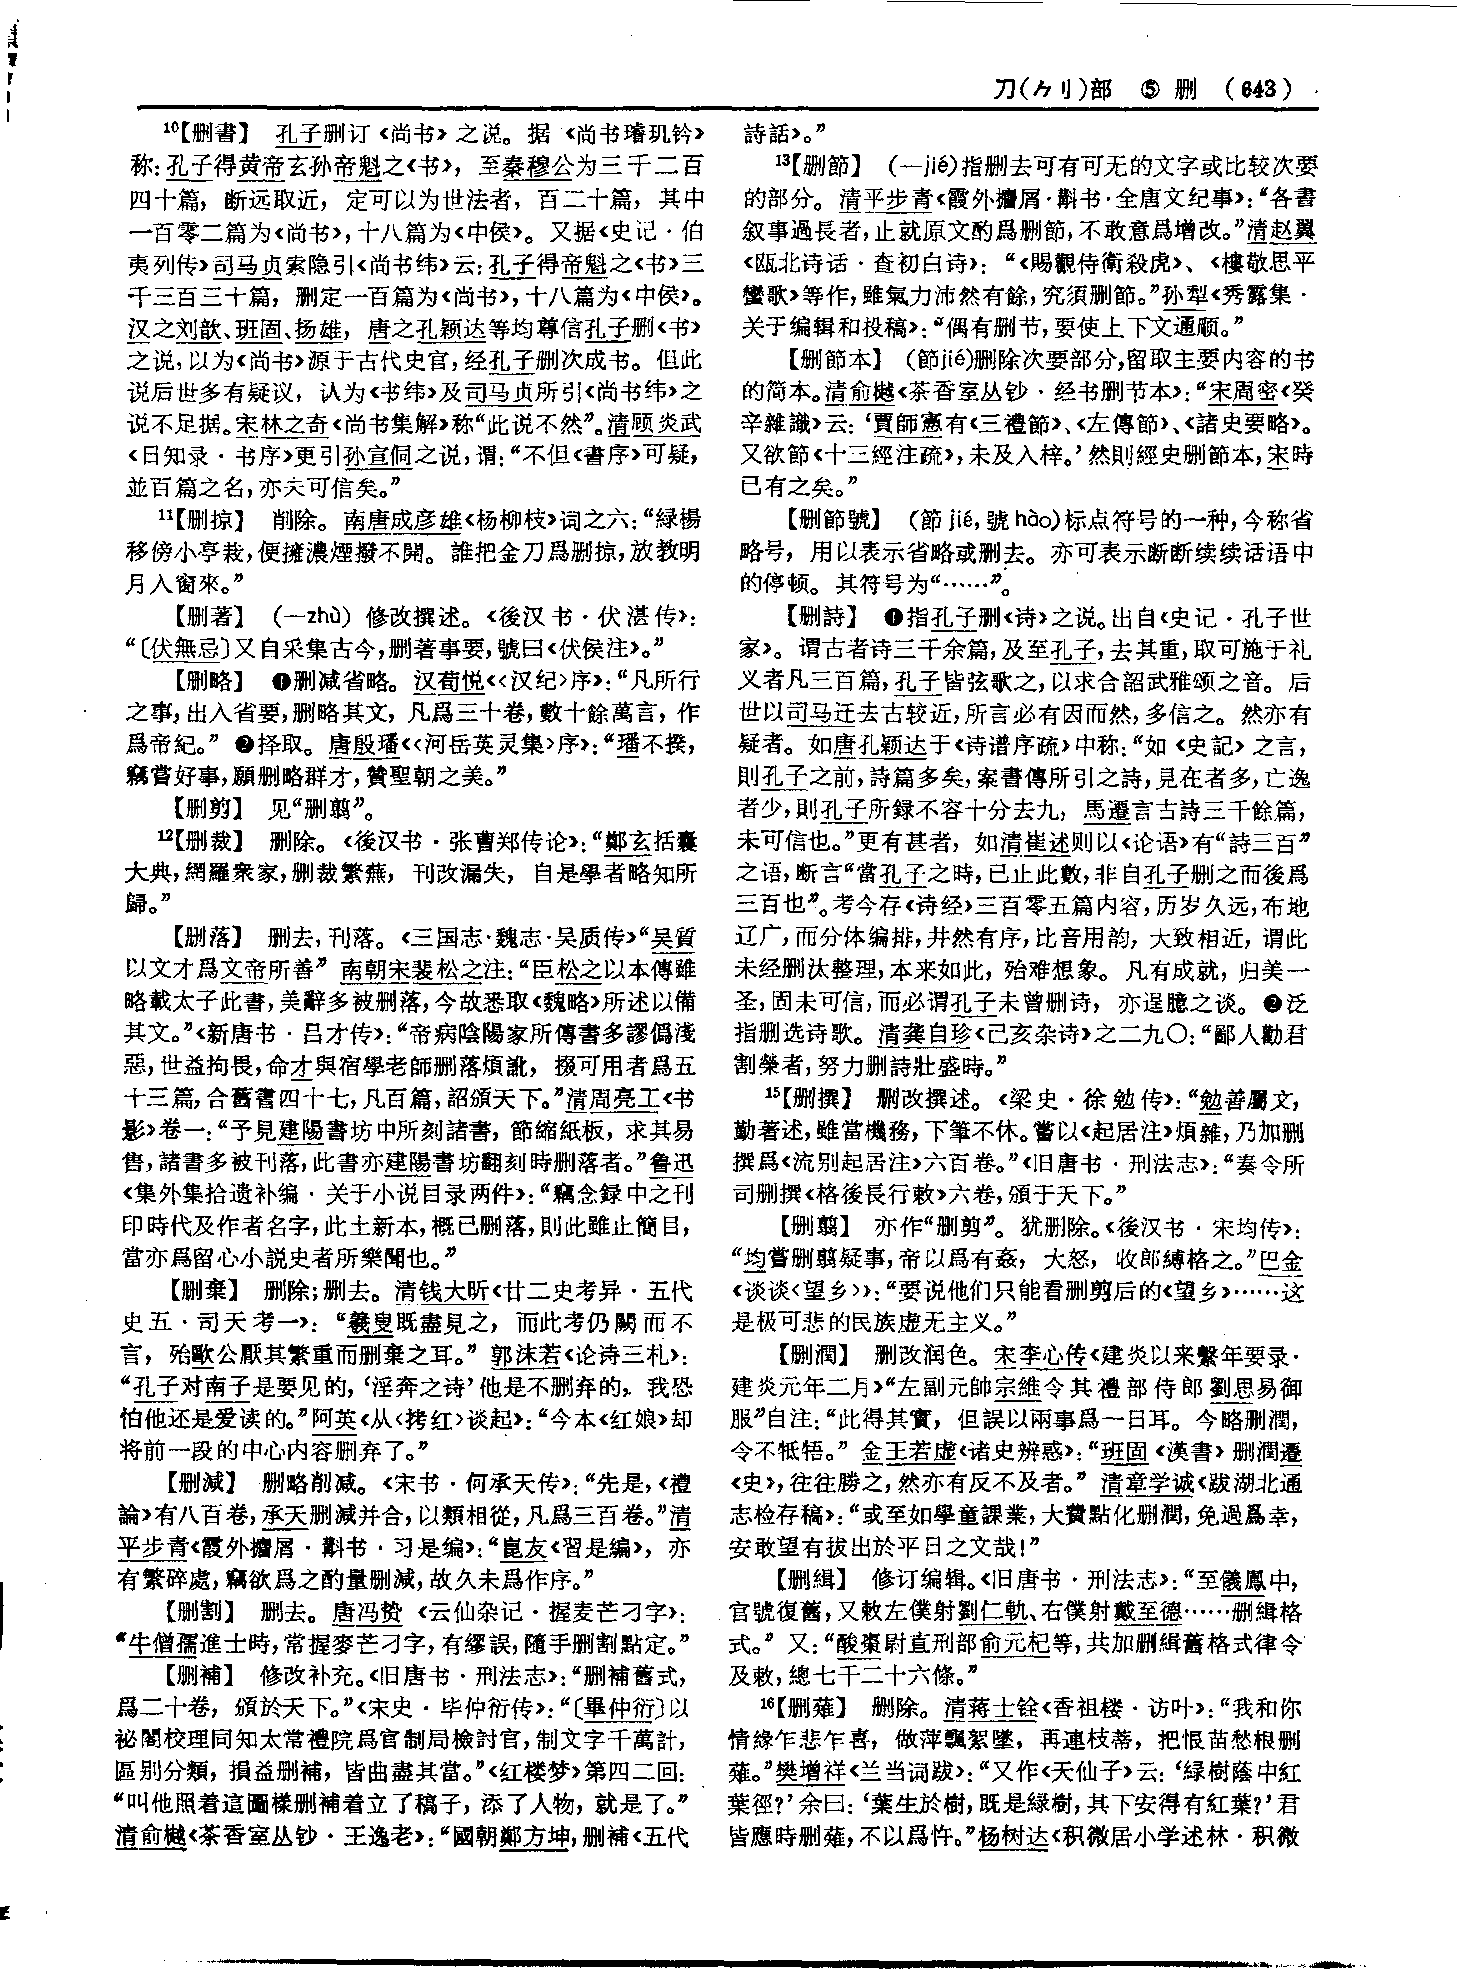 刀(⺈刂)部 ⑤ 删 (643)
¹⁰【删書】 孔子删订《尚书》之说。据《尚书璿玑钤》
称:孔子得黄帝玄孙帝魁之《书》，至秦穆公为三千二百
四十篇，断远取近，定可以为世法者，百二十篇，其中
一百零二篇为《尚书》，十八篇为《中侯》。又据《史记·伯
夷列传》司马贞索隐引《尚书纬》云:孔子得帝魁之《书》三
千三百三十篇，删定一百篇为《尚书》，十八篇为《中侯》。
汉之刘歆、班固、扬雄，唐之孔颖达等均尊信孔子删《书》
之说，以为《尚书》源于古代史官，经孔子删次成书。但此
说后世多有疑议，认为《书纬》及司马贞所引《尚书纬》之
说不足据。宋林之奇《尚书集解》称“此说不然”。清顾炎武
《日知录·书序》更引孙宣侗之说，谓:“不但《書序》可疑，
並百篇之名，亦未可信矣。”
¹¹【删掠】 削除。南唐成彦雄《杨柳枝》词之六:“緑楊
移傍小亭栽，便擁濃煙撥不開。誰把金刀爲删掠，放教明
月入窗來。”
【删著】 (—zhù) 修改撰述。《後汉书·伏湛传》:
“〔伏無忌〕又自采集古今，删著事要，號曰《伏侯注》。”
【删略】 ❶删减省略。汉荀悦《〈汉纪〉序》:“凡所行
之事，出入省要，删略其文，凡爲三十卷，數十餘萬言，作
爲帝紀。” ❷择取。唐殷璠《〈河岳英灵集〉序》:“璠不揆，
竊嘗好事，願删略群才，贊聖朝之美。”
【删剪】 见“删翦”。
¹²【删裁】 删除。《後汉书·张曹郑传论》:“鄭玄括囊
大典，網羅衆家，删裁繁蕪，刊改漏失，自是學者略知所
歸。”
【删落】 删去，刊落。《三国志·魏志·吴质传》“吴質
以文才爲文帝所善” 南朝宋裴松之注:“臣松之以本傳雖
略載太子此書，美辭多被删落，今故悉取《魏略》所述以備
其文。”《新唐书·吕才传》:“帝病陰陽家所傳書多謬僞淺
惡，世益拘畏，命才與宿學老師删落煩訛，掇可用者爲五
十三篇，合舊書四十七，凡百篇，詔頒天下。”清周亮工《书
影》卷一:“予見建陽書坊中所刻諸書，節縮紙板，求其易
售，諸書多被刊落，此書亦建陽書坊翻刻時删落者。”鲁迅
《集外集拾遗补编·关于小说目录两件》:“竊念録中之刊
印時代及作者名字，此土新本，概已删落，則此雖止簡目，
當亦爲留心小説史者所樂聞也。”
【删棄】 删除;删去。清钱大昕《廿二史考异·五代
史五·司天考一》:“羲叟既盡見之，而此考仍闕而不
言，殆歐公厭其繁重而删棄之耳。”郭沫若《论诗三札》:
“孔子对南子是要见的，‘淫奔之诗’他是不删弃的，我恐
怕他还是爱读的。”阿英《从〈拷红〉谈起》:“今本《红娘》却
将前一段的中心内容删弃了。”
【删减】 删略削减。《宋书·何承天传》:“先是，《禮
論》有八百卷，承天删减并合，以類相從，凡爲三百卷。”清
平步青《霞外攟屑·斠书·习是编》:“崑友《習是編》，亦
有繁碎處，竊欲爲之酌量删減，故久未爲作序。”
【删割】 删去。唐冯贽《云仙杂记·握麦芒刁字》:
“牛僧孺進士時，常握麥芒刁字，有繆誤，隨手删割點定。”
【删補】 修改补充。《旧唐书·刑法志》:“删補舊式，
爲二十卷，頒於天下。”《宋史·毕仲衍传》:“〔畢仲衍〕以
祕閣校理同知太常禮院爲官制局檢討官，制文字千萬計，
區别分類，損益删補，皆曲盡其當。”《红楼梦》第四二回:
“叫他照着這圖樣删補着立了稿子，添了人物，就是了。”
清俞樾《茶香室丛钞·王逸老》:“國朝鄭方坤，删補《五代
詩話》。”
¹³【删節】 (—jié)指删去可有可无的文字或比较次要
的部分。清平步青《霞外攟屑·斠书·全唐文纪事》:“各書
叙事過長者，止就原文酌爲删節，不敢意爲增改。”清赵翼
《瓯北诗话·查初白诗》:“《賜觀侍衛殺虎》、《樓敬思平
蠻歌》等作，雖氣力沛然有餘，究須删節。”孙犁《秀露集·
关于编辑和投稿》:“偶有删节，要使上下文通顺。”
【删節本】 (節jié)删除次要部分，留取主要内容的书
的简本。清俞樾《茶香室丛钞·经书删节本》:“宋周密《癸
辛雜識》云:‘賈師憲有《三禮節》、《左傳節》、《諸史要略》。
又欲節《十三經注疏》，未及入梓。’然則經史删節本，宋時
已有之矣。”
【删節號】 (節jié，號hào)标点符号的一种，今称省
略号，用以表示省略或删去。亦可表示断断续续话语中
的停顿。其符号为“……”。
【删詩】 ❶指孔子删《诗》之说。出自《史记·孔子世
家》。谓古者诗三千余篇，及至孔子，去其重，取可施于礼
义者凡三百篇，孔子皆弦歌之，以求合韶武雅颂之音。后
世以司马迁去古较近，所言必有因而然，多信之。然亦有
疑者。如唐孔颖达于《诗谱序疏》中称:“如《史記》之言，
則孔子之前，詩篇多矣，案書傳所引之詩，見在者多，亡逸
者少，則孔子所録不容十分去九，馬遷言古詩三千餘篇，
未可信也。”更有甚者，如清崔述则以《论语》有“詩三百”
之语，断言“當孔子之時，已止此數，非自孔子删之而後爲
三百也”。考今存《诗经》三百零五篇内容，历岁久远，布地
辽广，而分体编排，井然有序，比音用韵，大致相近，谓此
未经删汰整理，本来如此，殆难想象。凡有成就，归美一
圣，固未可信，而必谓孔子未曾删诗，亦逞臆之谈。❷泛
指删选诗歌。清龚自珍《己亥杂诗》之二九〇:“鄙人勸君
割榮者，努力删詩壯盛時。”
¹⁵【删撰】 删改撰述。《梁史·徐勉传》:“勉善屬文，
勤著述，雖當機務，下筆不休。嘗以《起居注》煩雜，乃加删
撰爲《流别起居注》六百卷。”《旧唐书·刑法志》:“奏令所
司删撰《格後長行敕》六卷，頒于天下。”
【删翦】 亦作“删剪”。犹删除。《後汉书·宋均传》:
“均嘗删翦疑事，帝以爲有姦，大怒，收郎縛格之。”巴金
《谈谈〈望乡〉》:“要说他们只能看删剪后的《望乡》……这
是极可悲的民族虚无主义。”
【删潤】 删改润色。宋李心传《建炎以来繫年要录·
建炎元年二月》“左副元帥宗維令其禮部侍郎劉思易御
服”自注:“此得其實，但誤以兩事爲一日耳。今略删潤，
令不牴牾。” 金王若虚《诸史辨惑》:“班固《漢書》删潤遷
《史》，往往勝之，然亦有反不及者。” 清章学诚《跋湖北通
志检存稿》:“或至如學童課業，大費點化删潤，免過爲幸，
安敢望有拔出於平日之文哉!”
【删緝】 修订编辑。《旧唐书·刑法志》:“至儀鳳中，
官號復舊，又敕左僕射劉仁軌、右僕射戴至德……删緝格
式。”又:“酸棗尉直刑部俞元杞等，共加删緝舊格式律令
及敕，總七千二十六條。”
¹⁶【删薙】 删除。清蒋士铨《香祖楼·访叶》:“我和你
情緣乍悲乍喜，做萍飄絮墜，再連枝蒂，把恨苗愁根删
薙。”樊增祥《兰当词跋》:“又作《天仙子》云:‘緑樹蔭中紅
葉徑?’余曰:‘葉生於樹，既是緑樹，其下安得有紅葉?’君
皆應時删薙，不以爲忤。”杨树达《积微居小学述林·积微